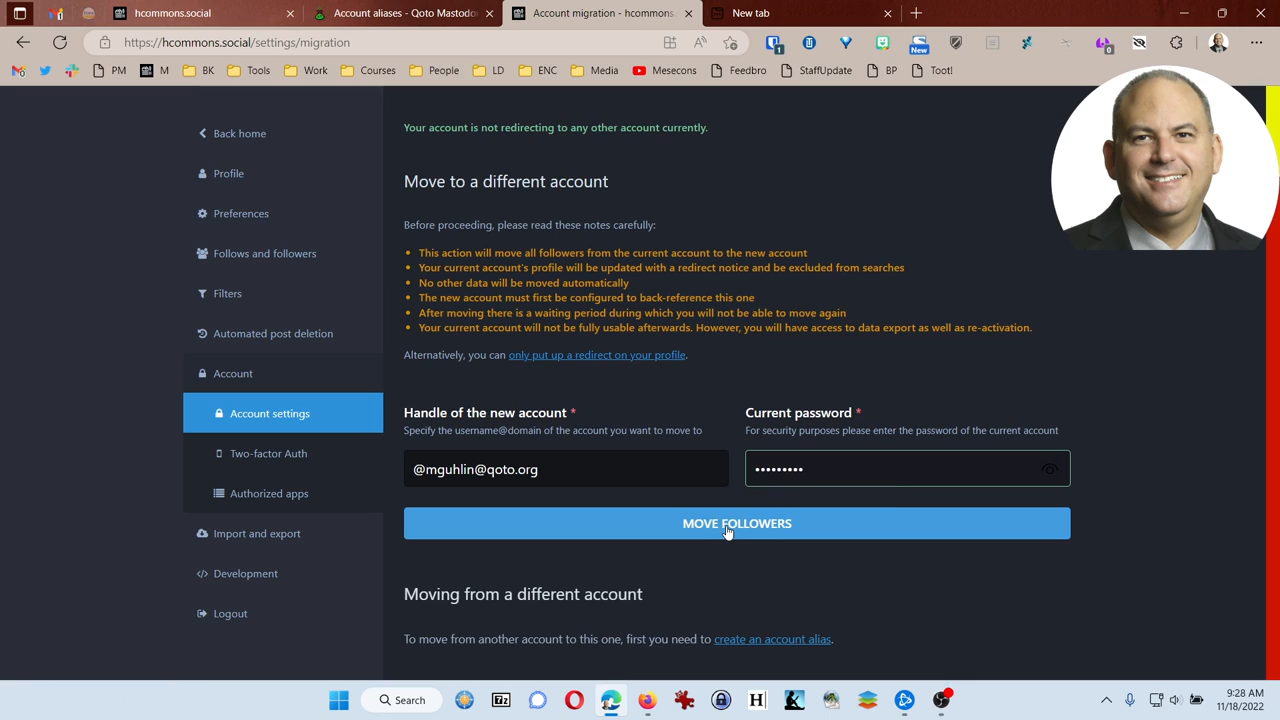 hcommons.social
Account aliases - Qoto Mastodo
Account migration - hcommons.s
New tab
https://hcommons.social/settings/migration
1
New
0
PM
M
BK
Tools
Work
Courses
People
LD
ENC
Media
Mesecons
Feedbro
StaffUpdate
BP
Toot!
Back home
Profile
Preferences
Follows and followers
Filters
Automated post deletion
Account
Account settings
Two-factor Auth
Authorized apps
Import and export
Development
Logout
Your account is not redirecting to any other account currently.
Move to a different account
Before proceeding, please read these notes carefully:
• This action will move all followers from the current account to the new account
• Your current account's profile will be updated with a redirect notice and be excluded from searches
• No other data will be moved automatically
• The new account must first be configured to back-reference this one
• After moving there is a waiting period during which you will not be able to move again
• Your current account will not be fully usable afterwards. However, you will have access to data export as well as re-activation.
Alternatively, you can only put up a redirect on your profile.
Handle of the new account *
Specify the username@domain of the account you want to move to
@mguhlin@qoto.org
Current password *
For security purposes please enter the password of the current account
•••••••••
MOVE FOLLOWERS
Moving from a different account
To move from another account to this one, first you need to create an account alias.
Search
7z
H
9:28 AM
11/18/2022